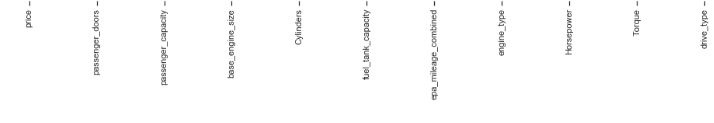 price
passenger_doors
passenger_capacity
base_engine_size
Cylinders
fuel_tank_capacity
epa_mileage_combined
engine_type
Horsepower
Torque
drive_type